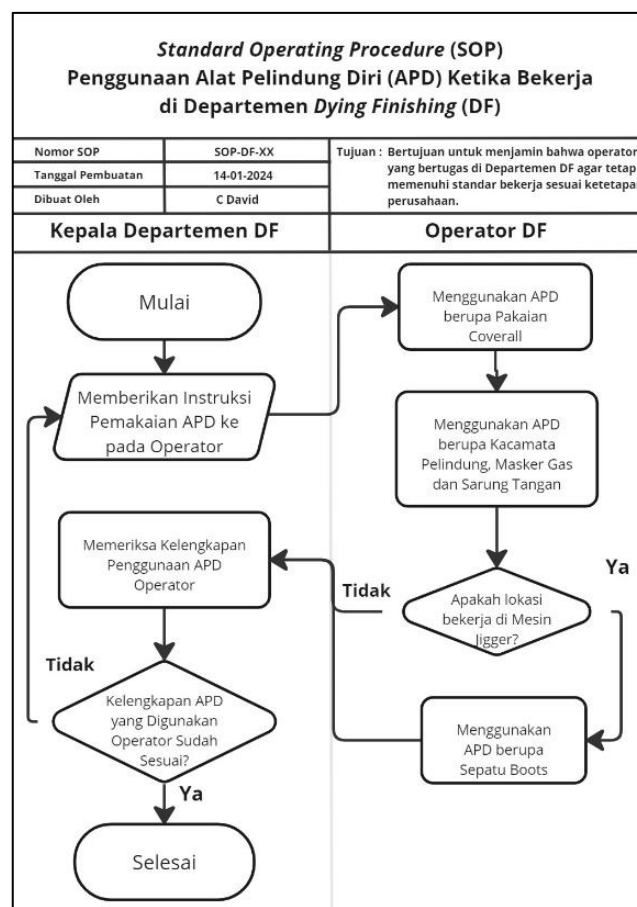 Standard Operating Procedure (SOP)
Penggunaan Alat Pelindung Diri (APD) Ketika Bekerja
di Departemen Dying Finishing (DF)
Nomor SOP
SOP-DF-XX
Tanggal Pembuatan
14-01-2024
Dibuat Oleh
C David
Tujuan : Bertujuan untuk menjamin bahwa operator
yang bertugas di Departemen DF agar tetap
memenuhi standar bekerja sesuai ketetapan
perusahaan.
Kepala Departemen DF
Operator DF
Mulai
Memberikan Instruksi
Pemakaian APD ke
pada Operator
Menggunakan APD
berupa Pakaian
Coverall
Menggunakan APD
berupa Kacamata
Pelindung, Masker Gas
dan Sarung Tangan
Apakah lokasi
bekerja di Mesin
Jigger?
Ya
Tidak
Menggunakan
APD berupa
Sepatu Boots
Memeriksa Kelengkapan
Penggunaan APD
Operator
Kelengkapan APD
yang Digunakan
Operator Sudah
Sesuai?
Tidak
Ya
Selesai